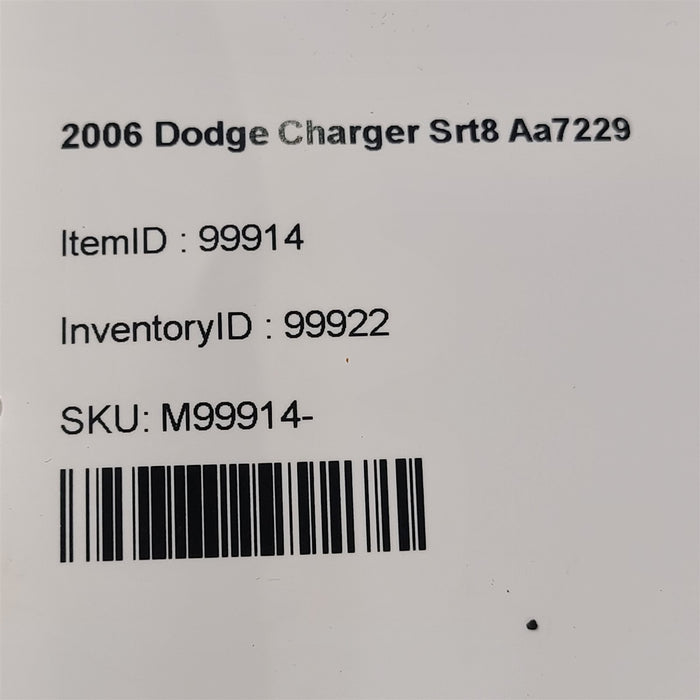 2006 Dodge Charger Srt8 Aa7229
ItemID : 99914
InventoryID : 99922
SKU: M99914-